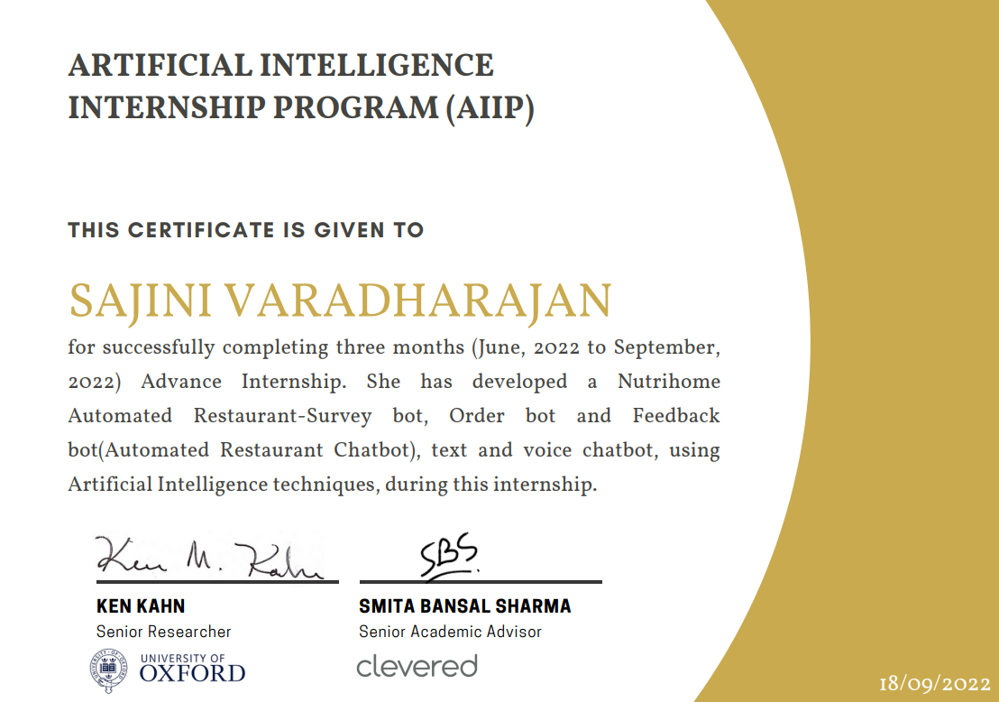 ARTIFICIAL INTELLIGENCE
INTERNSHIP PROGRAM (AIIP)
THIS CERTIFICATE IS GIVEN TO
SAJINI VARADHARAJAN
for successfully completing three months (June, 2022 to September,
2022) Advance Internship. She has developed a Nutrihome
Automated Restaurant-Survey bot, Order bot and Feedback
bot(Automated Restaurant Chatbot), text and voice chatbot, using
Artificial Intelligence techniques, during this internship.
Ken M. Kahn
SBS.
KEN KAHN
Senior Researcher
SMITA BANSAL SHARMA
Senior Academic Advisor
UNIVERSITY OF
OXFORD
clevered
18/09/2022